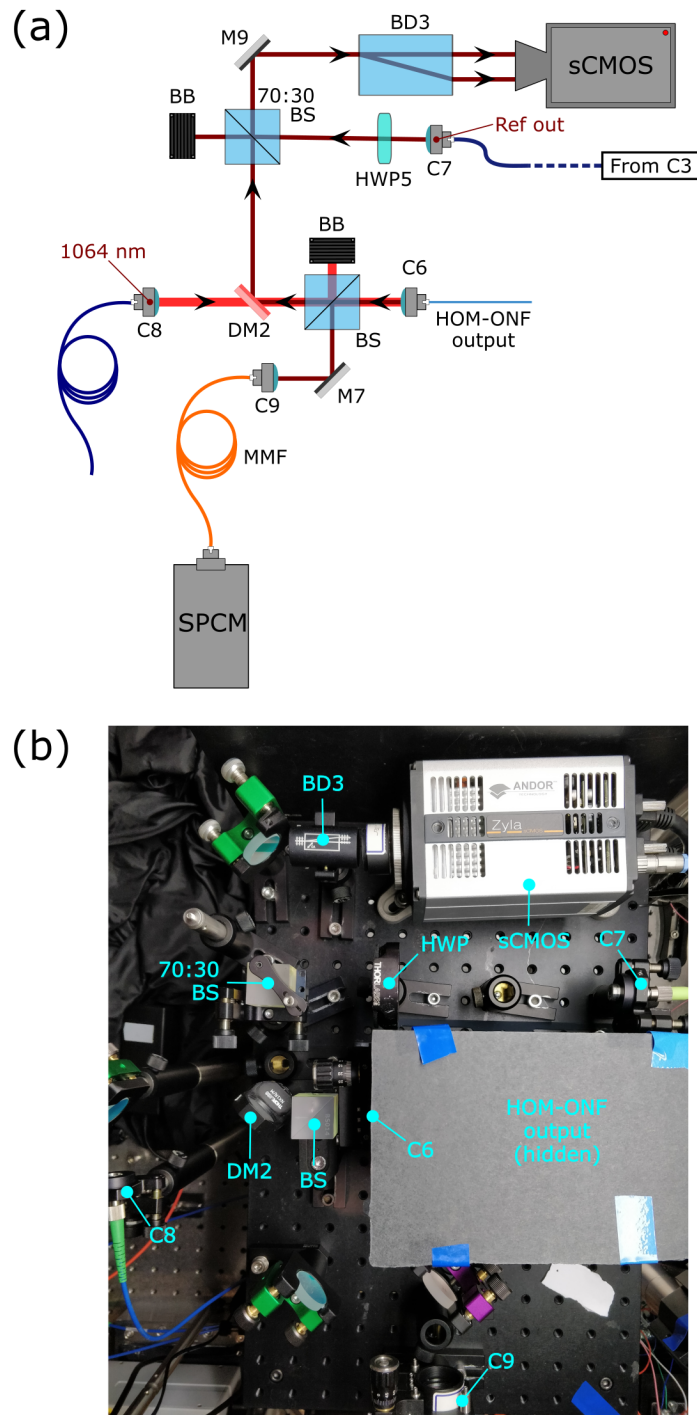 (a)
M9
BD3
sCMOS
BB
70:30
BS
Ref out
HWP5
C7
From C3
BB
1064 nm
C6
C8
DM2
BS
HOM-ONF
output
C9
M7
MMF
SPCM
(b)
BD3
ANDOR
Zyla
HWP
sCMOS
C7
70:30
BS
THORLABS
HOM-ONF
output
(hidden)
C6
DM2
BS
C8
C9